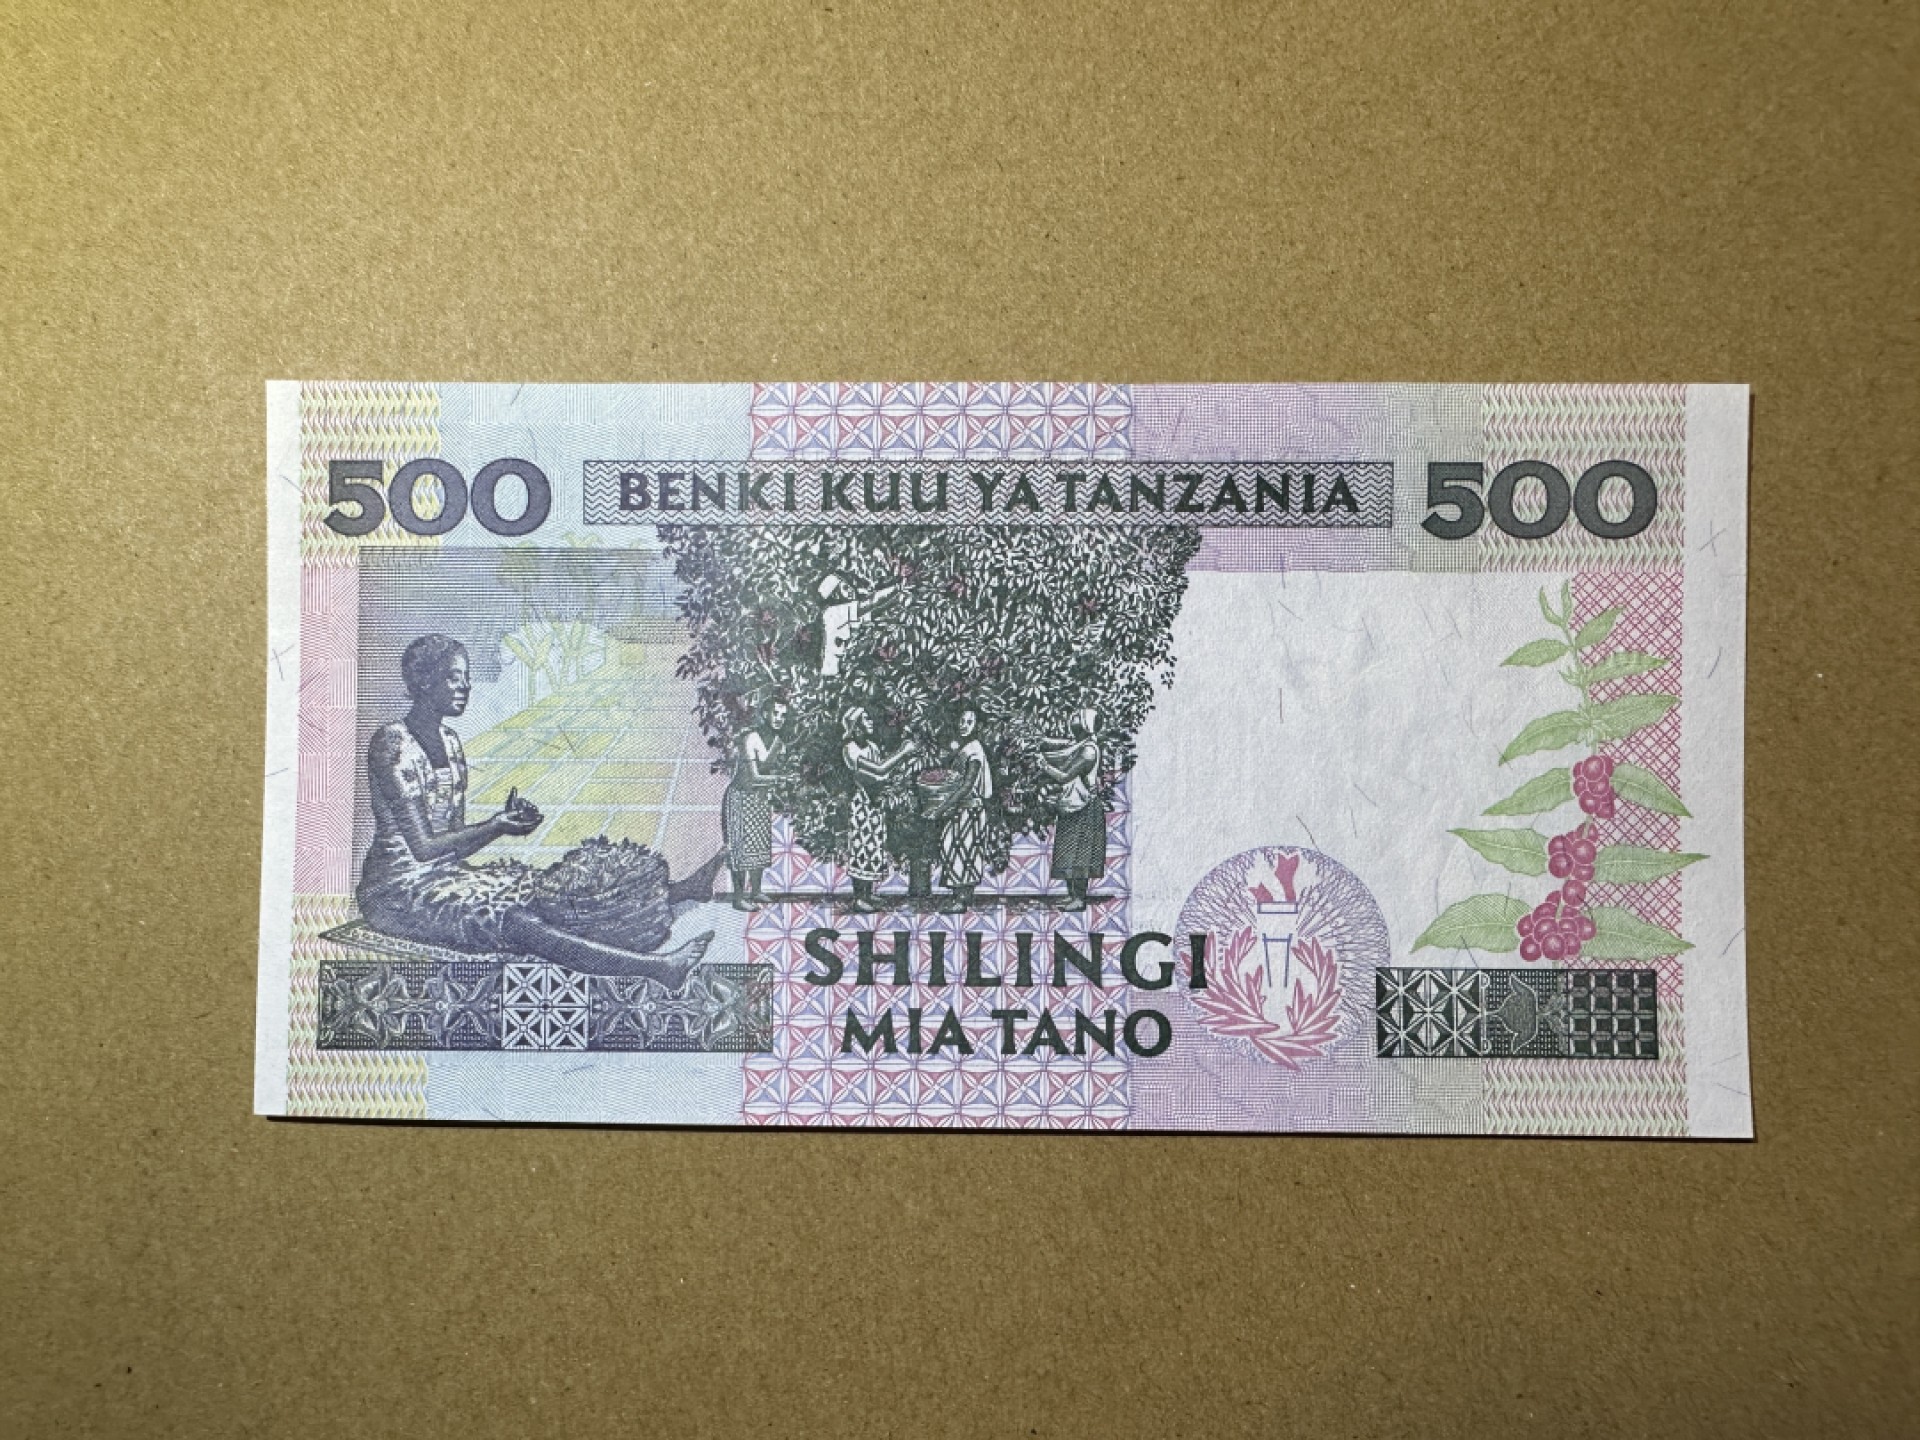 500 BENKI KUU YA TANZANIA 500
SHILINGI
MIA TANO